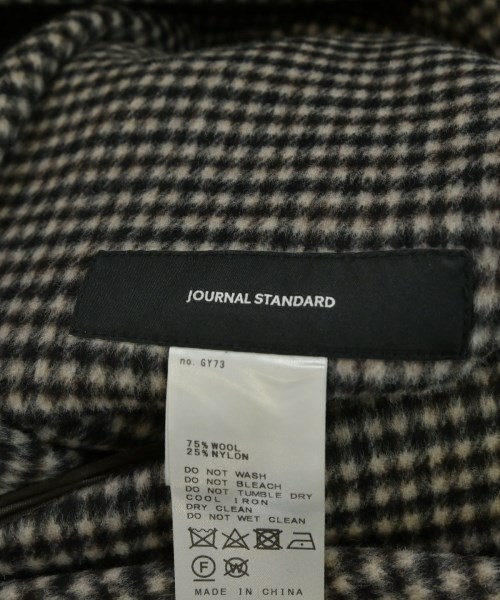 JOURNAL STANDARD
no. GY73
75% WOOL
25% NYLON
DO NOT WASH
DO NOT BLEACH
DO NOT TUMBLE DRY
COOL IRON
DRY CLEAN
DO NOT WET CLEAN
F W
MADE IN CHINA